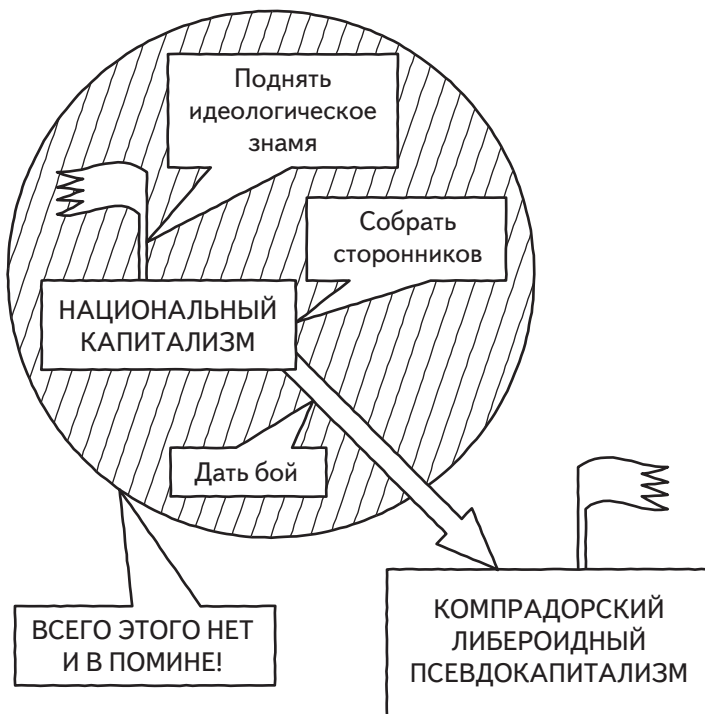 Поднять
идеологическое
знамя
Собрать
сторонников
НАЦИОНАЛЬНЫЙ
КАПИТАЛИЗМ
Дать бой
ВСЕГО ЭТОГО НЕТ
И В ПОМИНЕ!
КОМПРАДОРСКИЙ
ЛИБЕРОИДНЫЙ
ПСЕВДОКАПИТАЛИЗМ